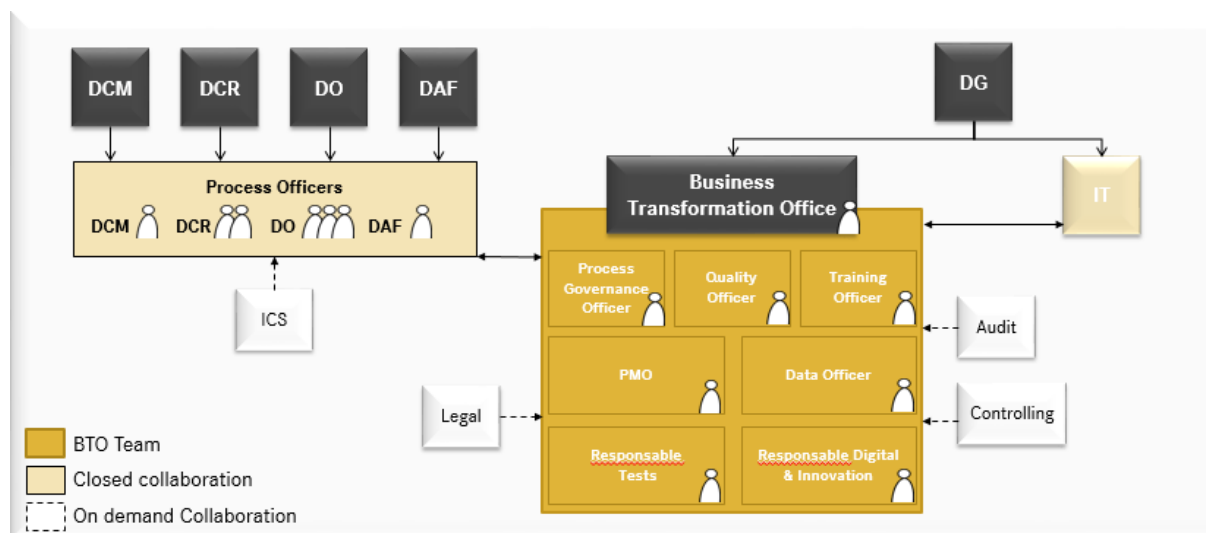 DCM
DCR
DO
DAF
DG
Process Officers
DCM
DCR
DO
DAF
Business
Transformation Office
IT
Process
Governance
Officer
Quality
Officer
Training
Officer
ICS
Audit
PMO
Data Officer
Legal
Controlling
Responsable
Tests
Responsable Digital
& Innovation
BTO Team
Closed collaboration
On demand Collaboration